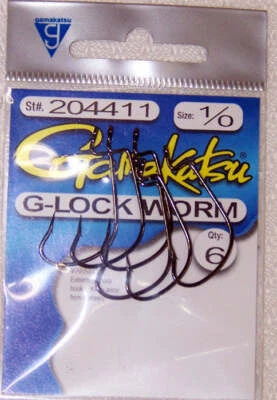 gamakatsu
St#. 204411 Size: 1/0
Gamakatsu
G-LOCK WORM
Qty:
6